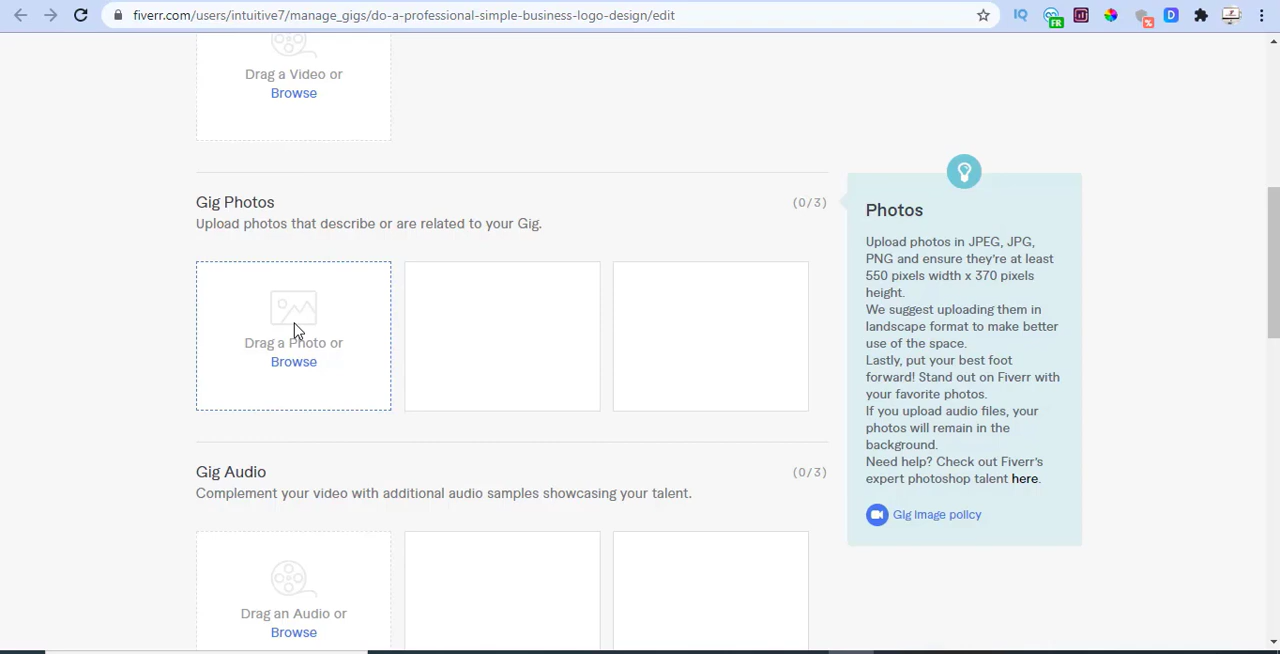 fiverr.com/users/intuitive7/manage_gigs/do-a-professional-simple-business-logo-design/edit
IQ
FR
D
Drag a Video or
Browse
Gig Photos
(0/3)
Upload photos that describe or are related to your Gig.
Drag a Photo or
Browse
Photos
Upload photos in JPEG, JPG,
PNG and ensure they're at least
550 pixels width x 370 pixels
height.
We suggest uploading them in
landscape format to make better
use of the space.
Lastly, put your best foot
forward! Stand out on Fiverr with
your favorite photos.
If you upload audio files, your
photos will remain in the
background.
Need help? Check out Fiverr's
expert photoshop talent here.
Gig image policy
Gig Audio
(0/3)
Complement your video with additional audio samples showcasing your talent.
Drag an Audio or
Browse